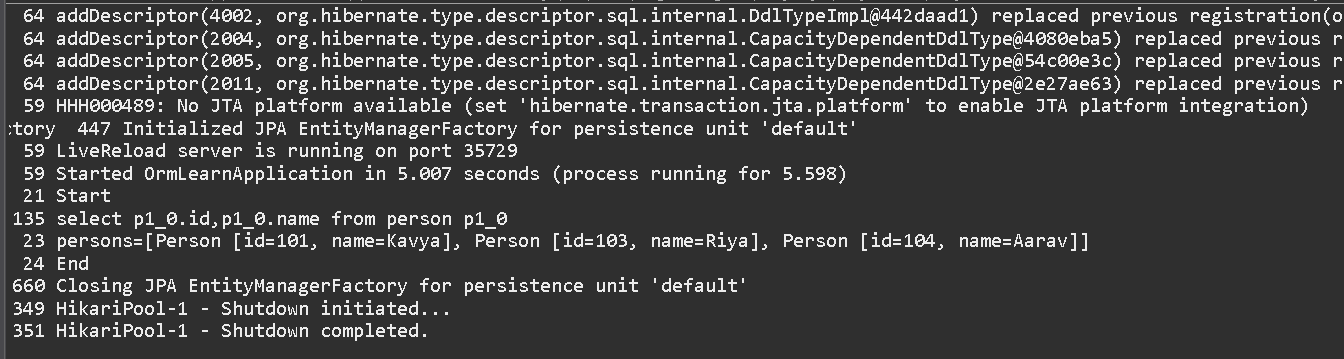 64 addDescriptor(4002, org.hibernate.type.descriptor.sql.internal.DdlTypeImpl@442daad1) replaced previous registration(o
64 addDescriptor(2004, org.hibernate.type.descriptor.sql.internal.CapacityDependentDdlType@4080eba5) replaced previous r
64 addDescriptor(2005, org.hibernate.type.descriptor.sql.internal.CapacityDependentDdlType@54c00e3c) replaced previous r
64 addDescriptor(2011, org.hibernate.type.descriptor.sql.internal.CapacityDependentDdlType@2e27ae63) replaced previous r
59 HHH000489: No JTA platform available (set 'hibernate.transaction.jta.platform' to enable JTA platform integration)
:tory  447 Initialized JPA EntityManagerFactory for persistence unit 'default'
59 LiveReload server is running on port 35729
59 Started OrmLearnApplication in 5.007 seconds (process running for 5.598)
21 Start
135 select p1_0.id,p1_0.name from person p1_0
23 persons=[Person [id=101, name=Kavya], Person [id=103, name=Riya], Person [id=104, name=Aarav]]
24 End
660 Closing JPA EntityManagerFactory for persistence unit 'default'
349 HikariPool-1 - Shutdown initiated...
351 HikariPool-1 - Shutdown completed.